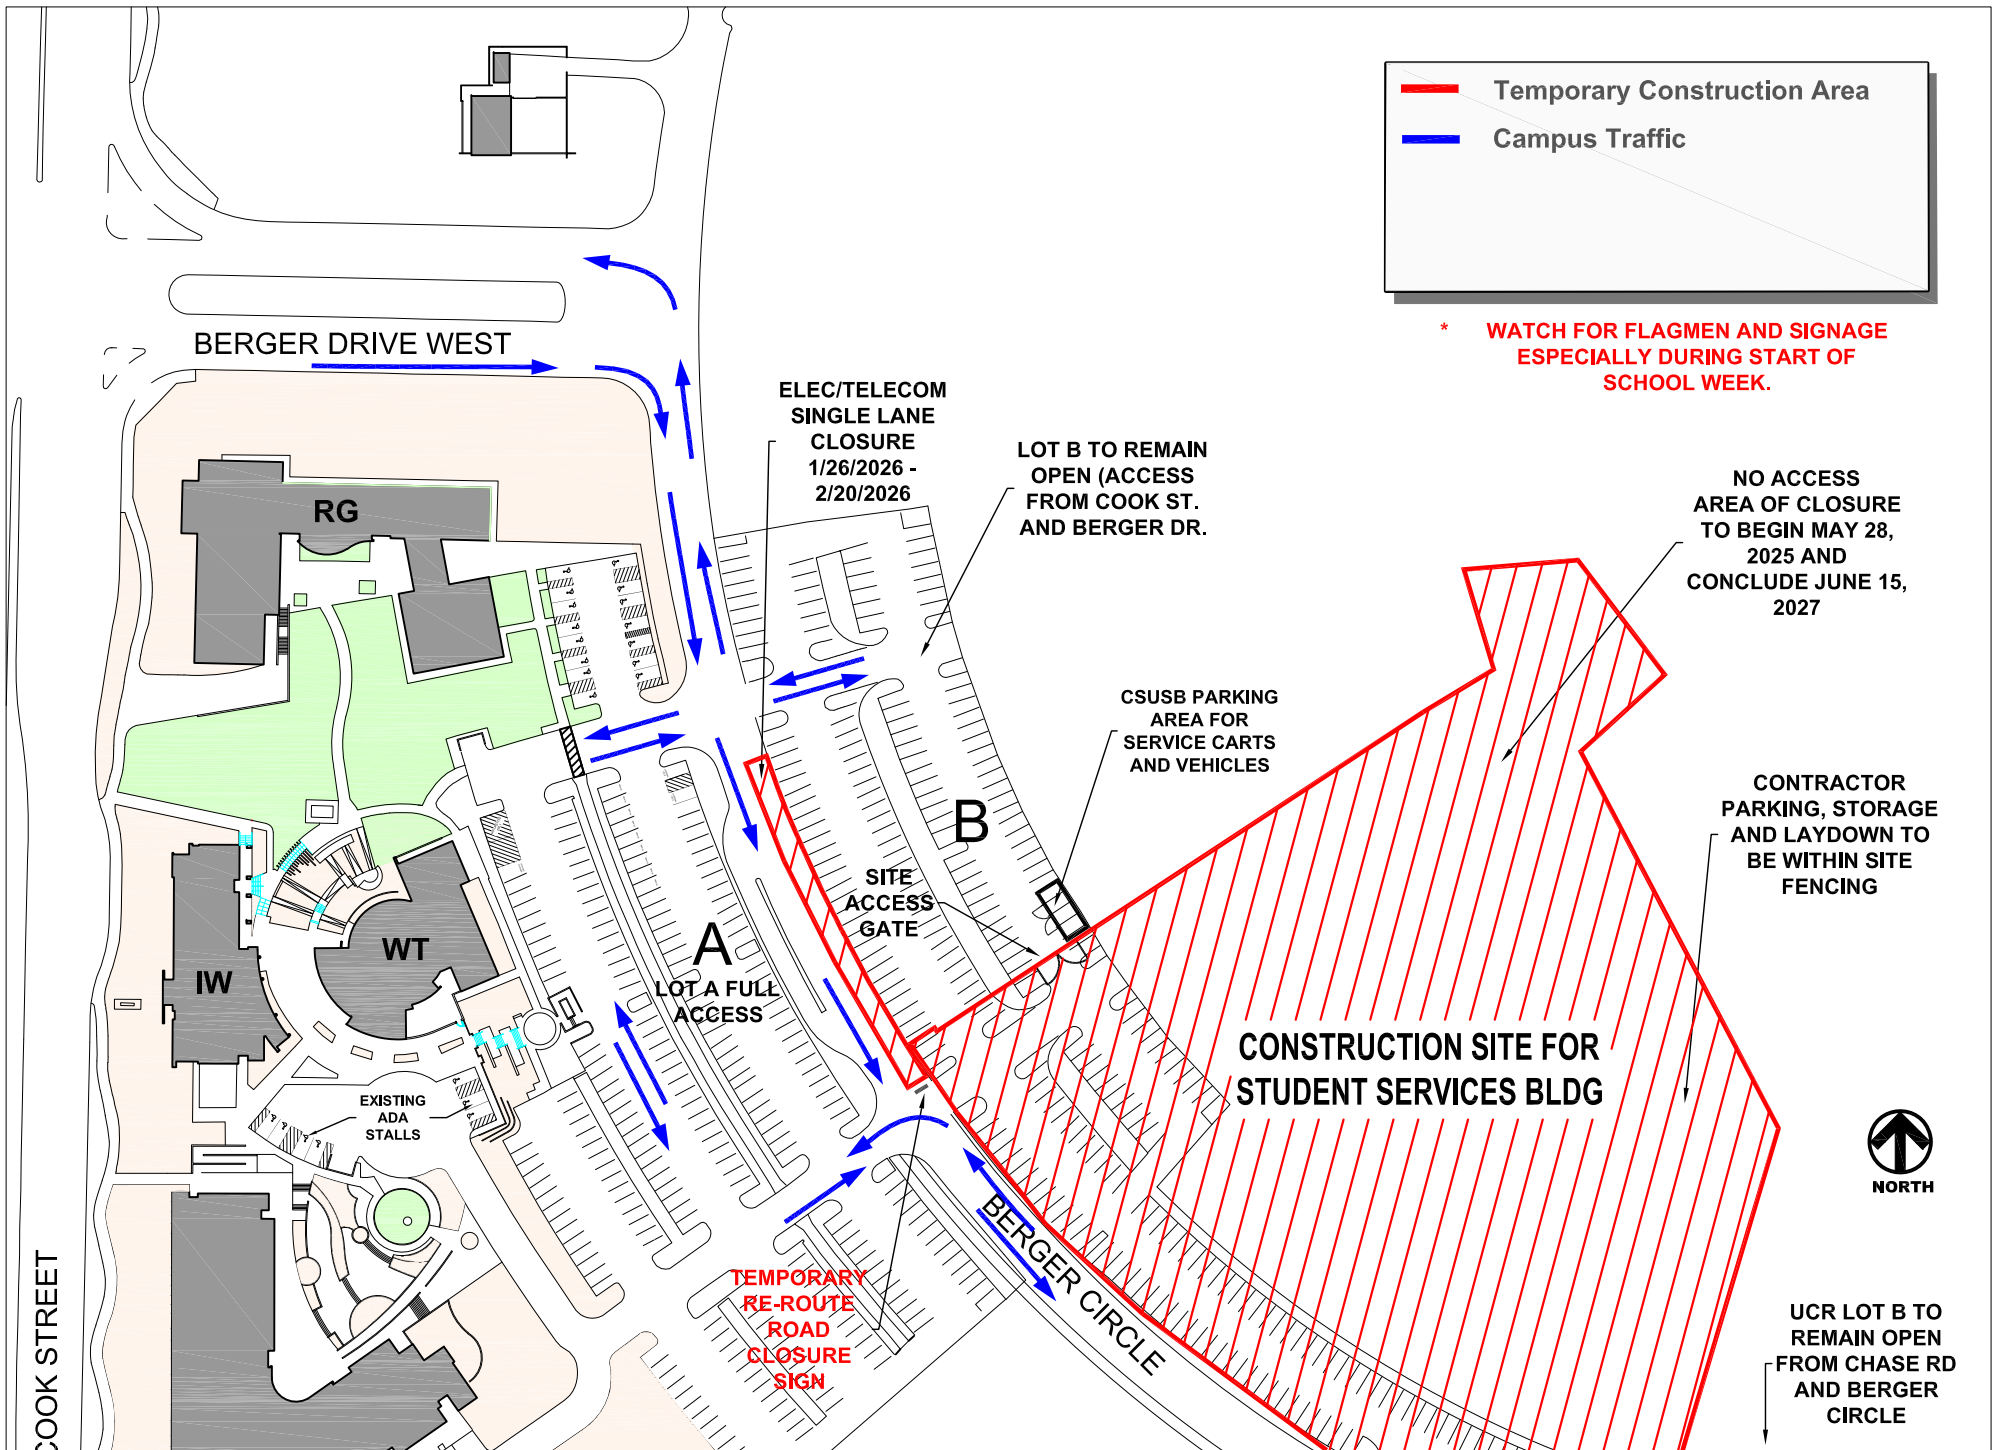 Temporary Construction Area
Campus Traffic
* WATCH FOR FLAGMEN AND SIGNAGE
ESPECIALLY DURING START OF
SCHOOL WEEK.
BERGER DRIVE WEST
ELEC/TELECOM
SINGLE LANE
CLOSURE
1/26/2026 -
2/20/2026
LOT B TO REMAIN
OPEN (ACCESS
FROM COOK ST.
AND BERGER DR.
NO ACCESS
AREA OF CLOSURE
TO BEGIN MAY 28,
2025 AND
CONCLUDE JUNE 15,
2027
RG
CSUSB PARKING
AREA FOR
SERVICE CARTS
AND VEHICLES
CONTRACTOR
PARKING, STORAGE
AND LAYDOWN TO
BE WITHIN SITE
FENCING
B
SITE
ACCESS
GATE
A
LOT A FULL
ACCESS
WT
IW
CONSTRUCTION SITE FOR
STUDENT SERVICES BLDG
EXISTING
ADA
STALLS
NORTH
BERGER CIRCLE
TEMPORARY
RE-ROUTE
ROAD
CLOSURE
SIGN
COOK STREET
UCR LOT B TO
REMAIN OPEN
FROM CHASE RD
AND BERGER
CIRCLE